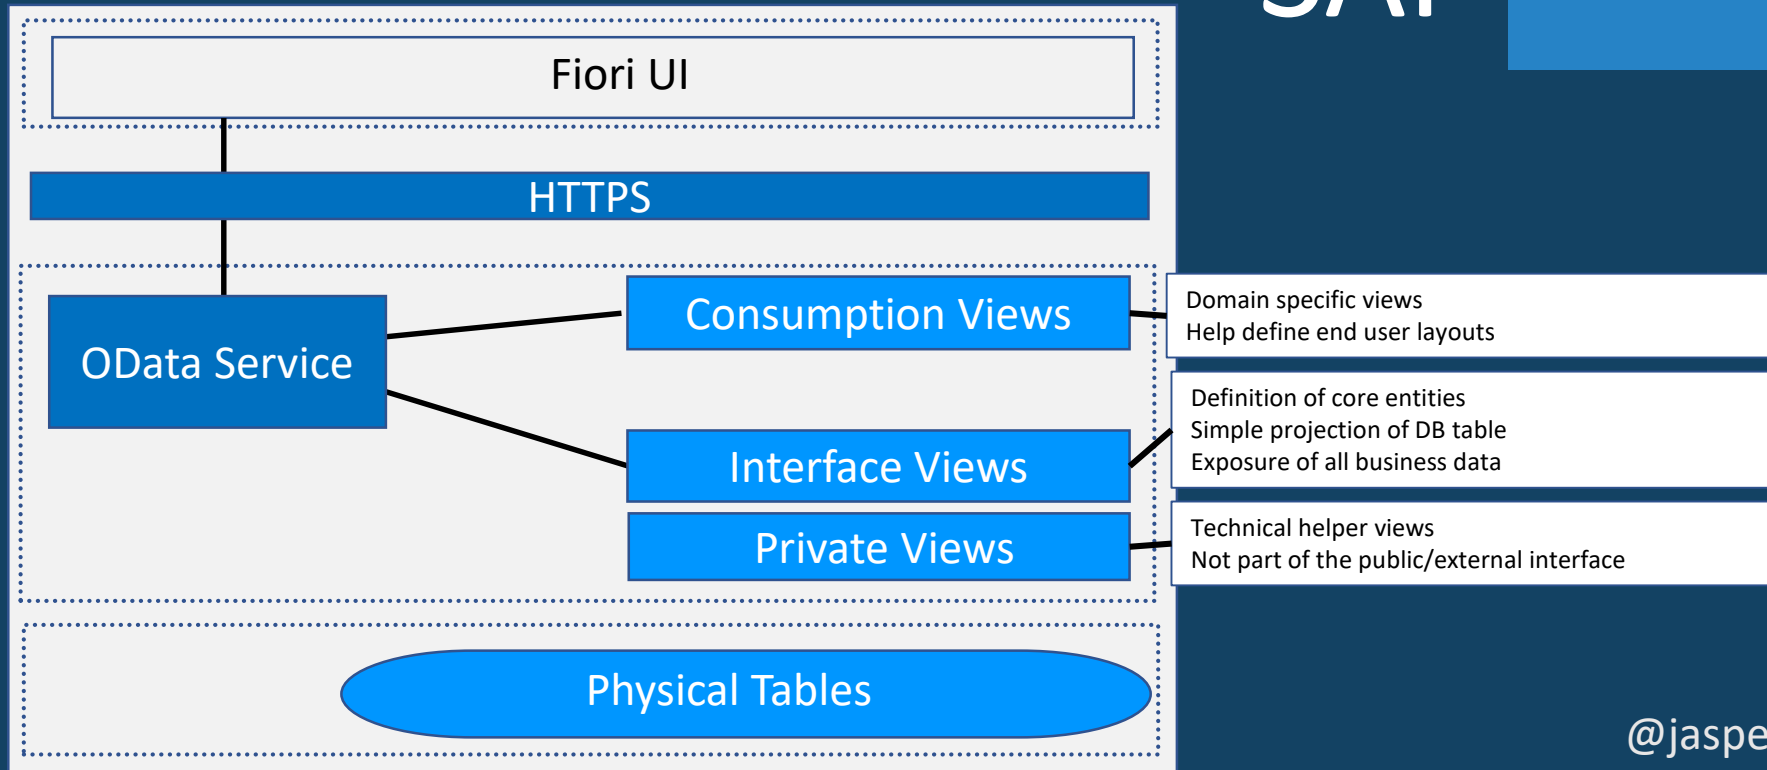 Fiori UI
HTTPS
OData Service
Consumption Views
Interface Views
Private Views
Domain specific views
Help define end user layouts
Definition of core entities
Simple projection of DB table
Exposure of all business data
Technical helper views
Not part of the public/external interface
Physical Tables